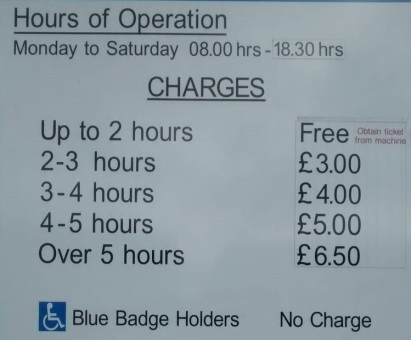 Hours of Operation
Monday to Saturday 08.00 hrs - 18.30 hrs
CHARGES
Up to 2 hours Free Obtain ticket from machine
2-3 hours £3.00
3-4 hours £4.00
4-5 hours £5.00
Over 5 hours £6.50
Blue Badge Holders No Charge